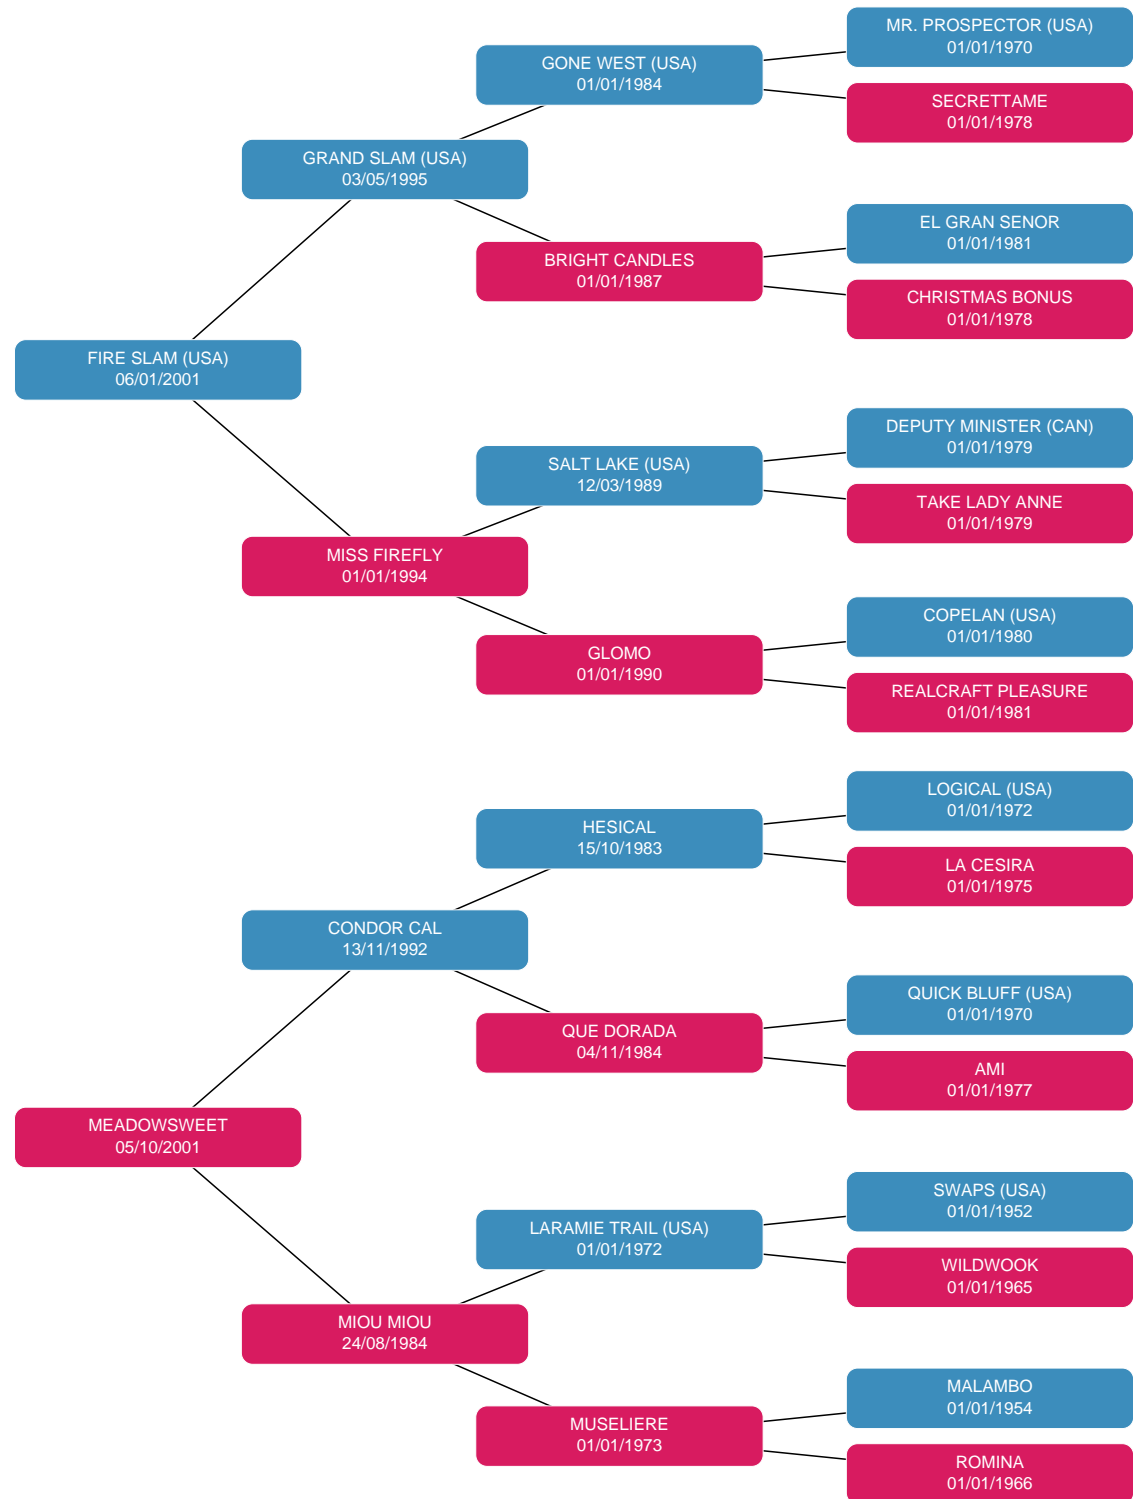 MR. PROSPECTOR (USA)
01/01/1970
GONE WEST (USA)
01/01/1984
SECRETTAME
01/01/1978
GRAND SLAM (USA)
03/05/1995
EL GRAN SENOR
01/01/1981
BRIGHT CANDLES
01/01/1987
CHRISTMAS BONUS
01/01/1978
FIRE SLAM (USA)
06/01/2001
DEPUTY MINISTER (CAN)
01/01/1979
SALT LAKE (USA)
12/03/1989
TAKE LADY ANNE
01/01/1979
MISS FIREFLY
01/01/1994
COPELAN (USA)
01/01/1980
GLOMO
01/01/1990
REALCRAFT PLEASURE
01/01/1981
LOGICAL (USA)
01/01/1972
HESICAL
15/10/1983
LA CESIRA
01/01/1975
CONDOR CAL
13/11/1992
QUICK BLUFF (USA)
01/01/1970
QUE DORADA
04/11/1984
AMI
01/01/1977
MEADOWSWEET
05/10/2001
SWAPS (USA)
01/01/1952
LARAMIE TRAIL (USA)
01/01/1972
WILDWOOK
01/01/1965
MIOU MIOU
24/08/1984
MALAMBO
01/01/1954
MUSELIERE
01/01/1973
ROMINA
01/01/1966